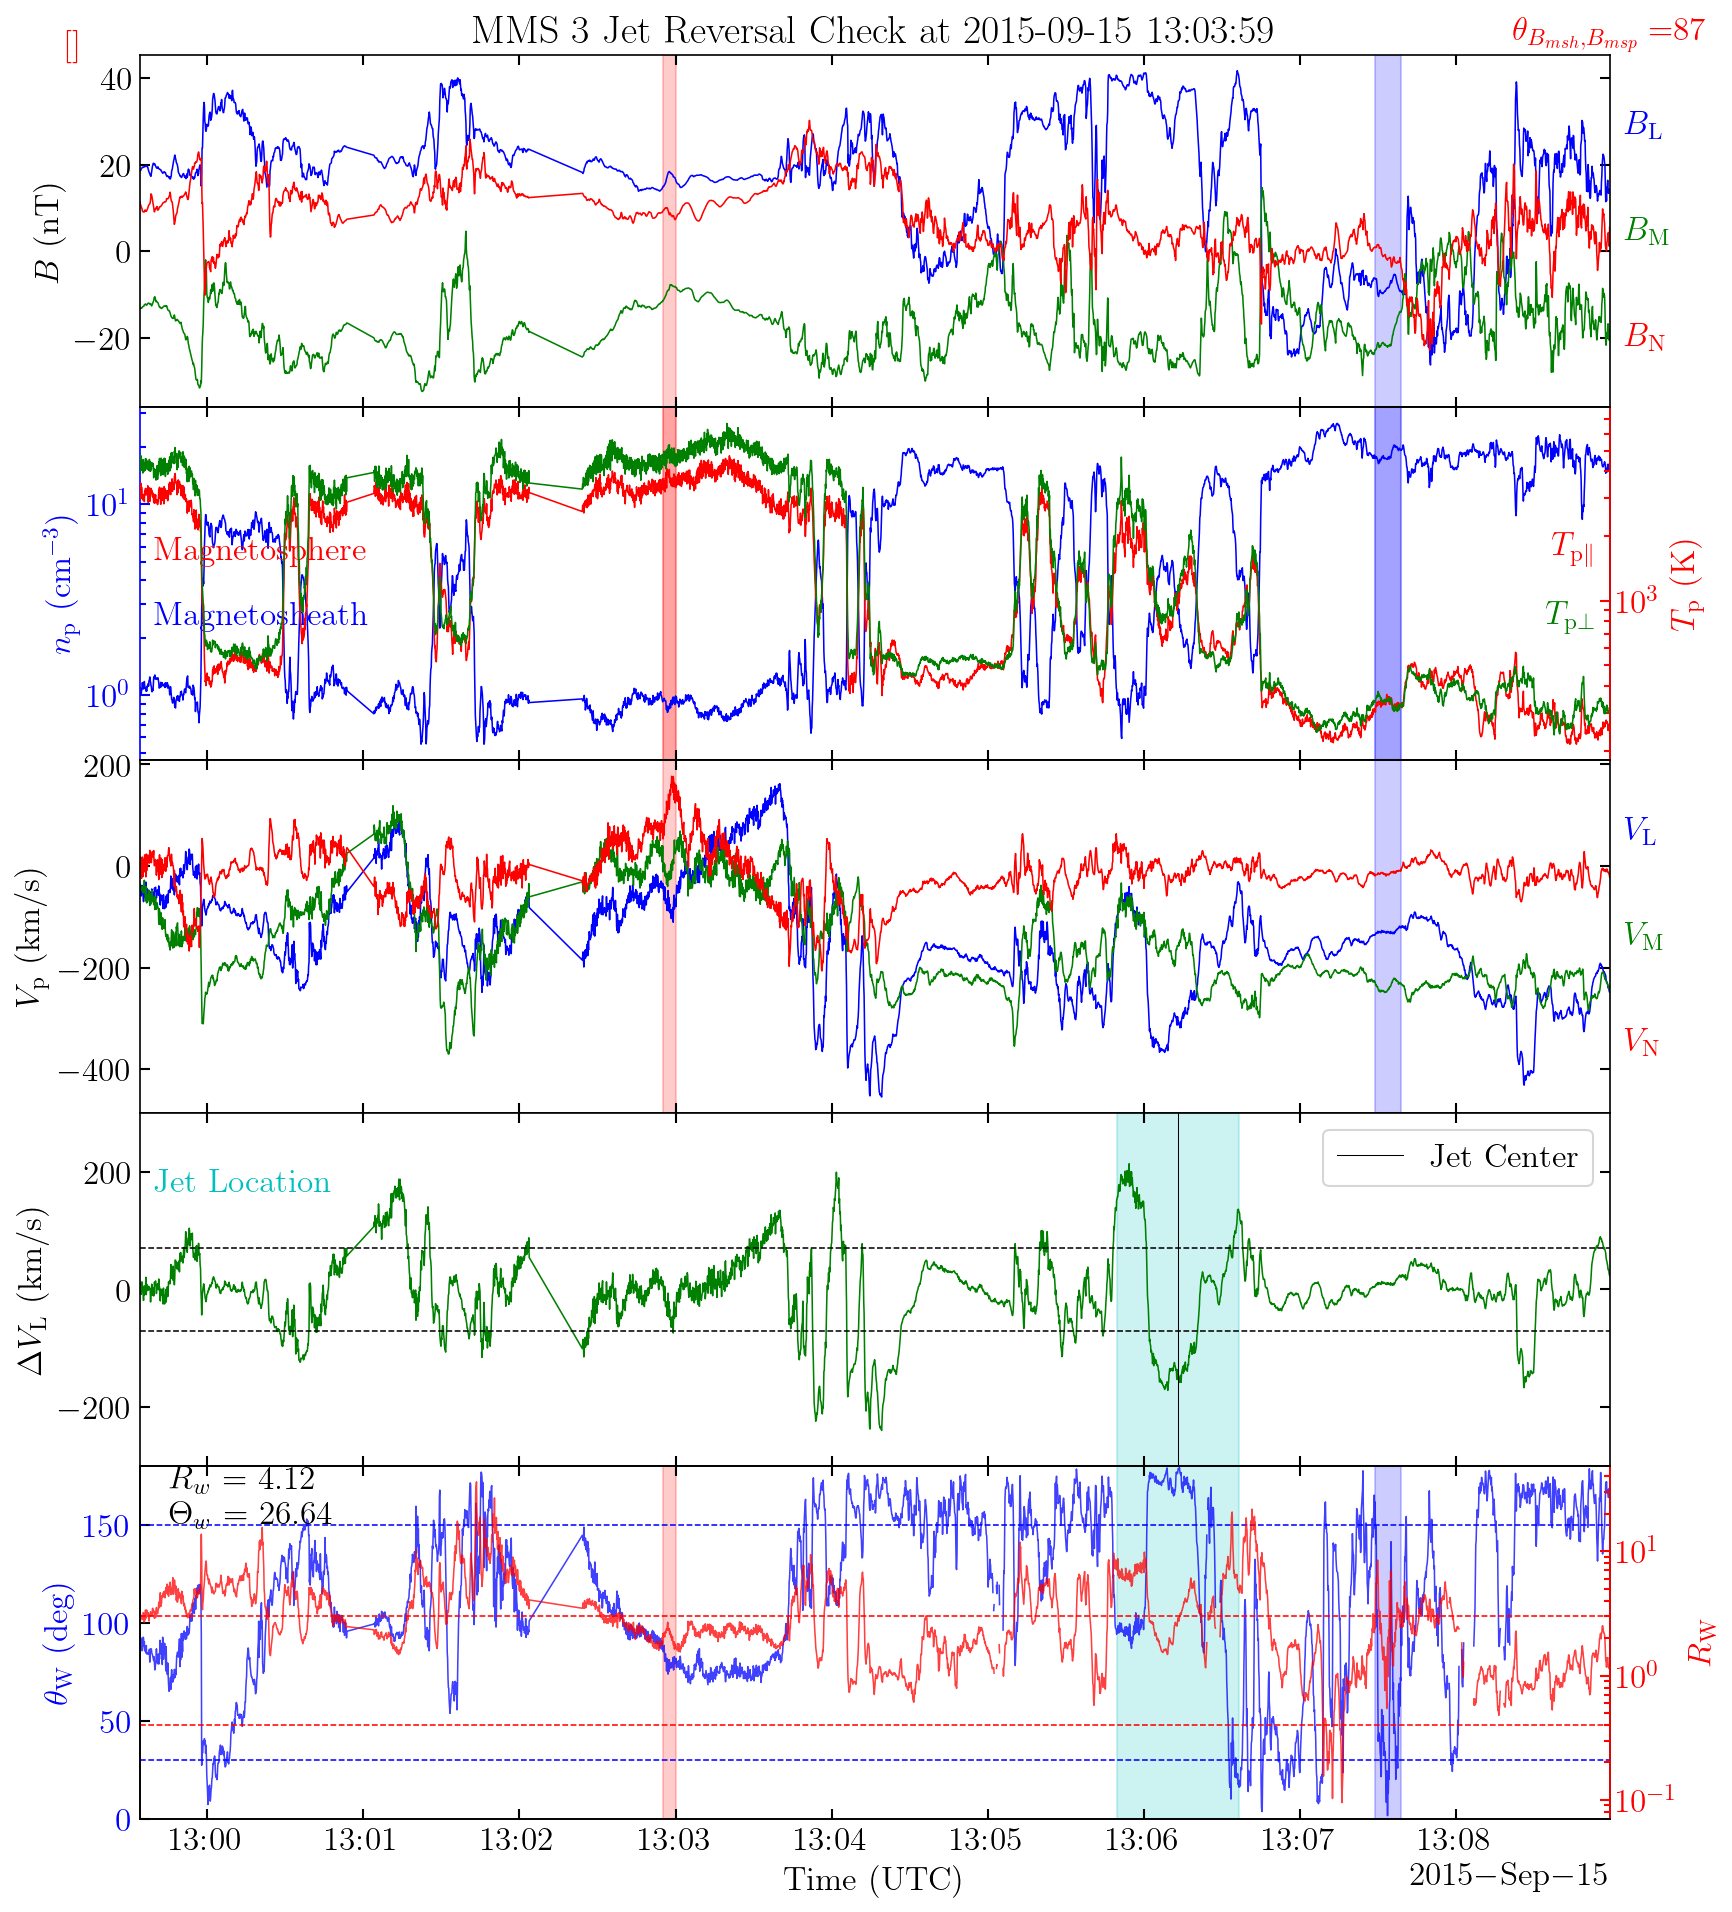 MMS 3 Jet Reversal Check at 2015-09-15 13:03:59
θ_{B_{msh},B_{msp}} =87
[]
40
20
0
−20
B (nT)
B_L
B_M
B_N
10^1
10^0
n_p (cm^{−3})
Magnetosphere
Magnetosheath
T_{p∥}
T_{p⊥}
10^3
T_p (K)
200
0
−200
−400
V_p (km/s)
V_L
V_M
V_N
200
0
−200
ΔV_L (km/s)
Jet Location
Jet Center
R_w = 4.12
Θ_w = 26.64
150
100
50
0
θ_W (deg)
10^1
10^0
10^{−1}
R_W
13:00 13:01 13:02 13:03 13:04 13:05 13:06 13:07 13:08
Time (UTC)
2015−Sep−15